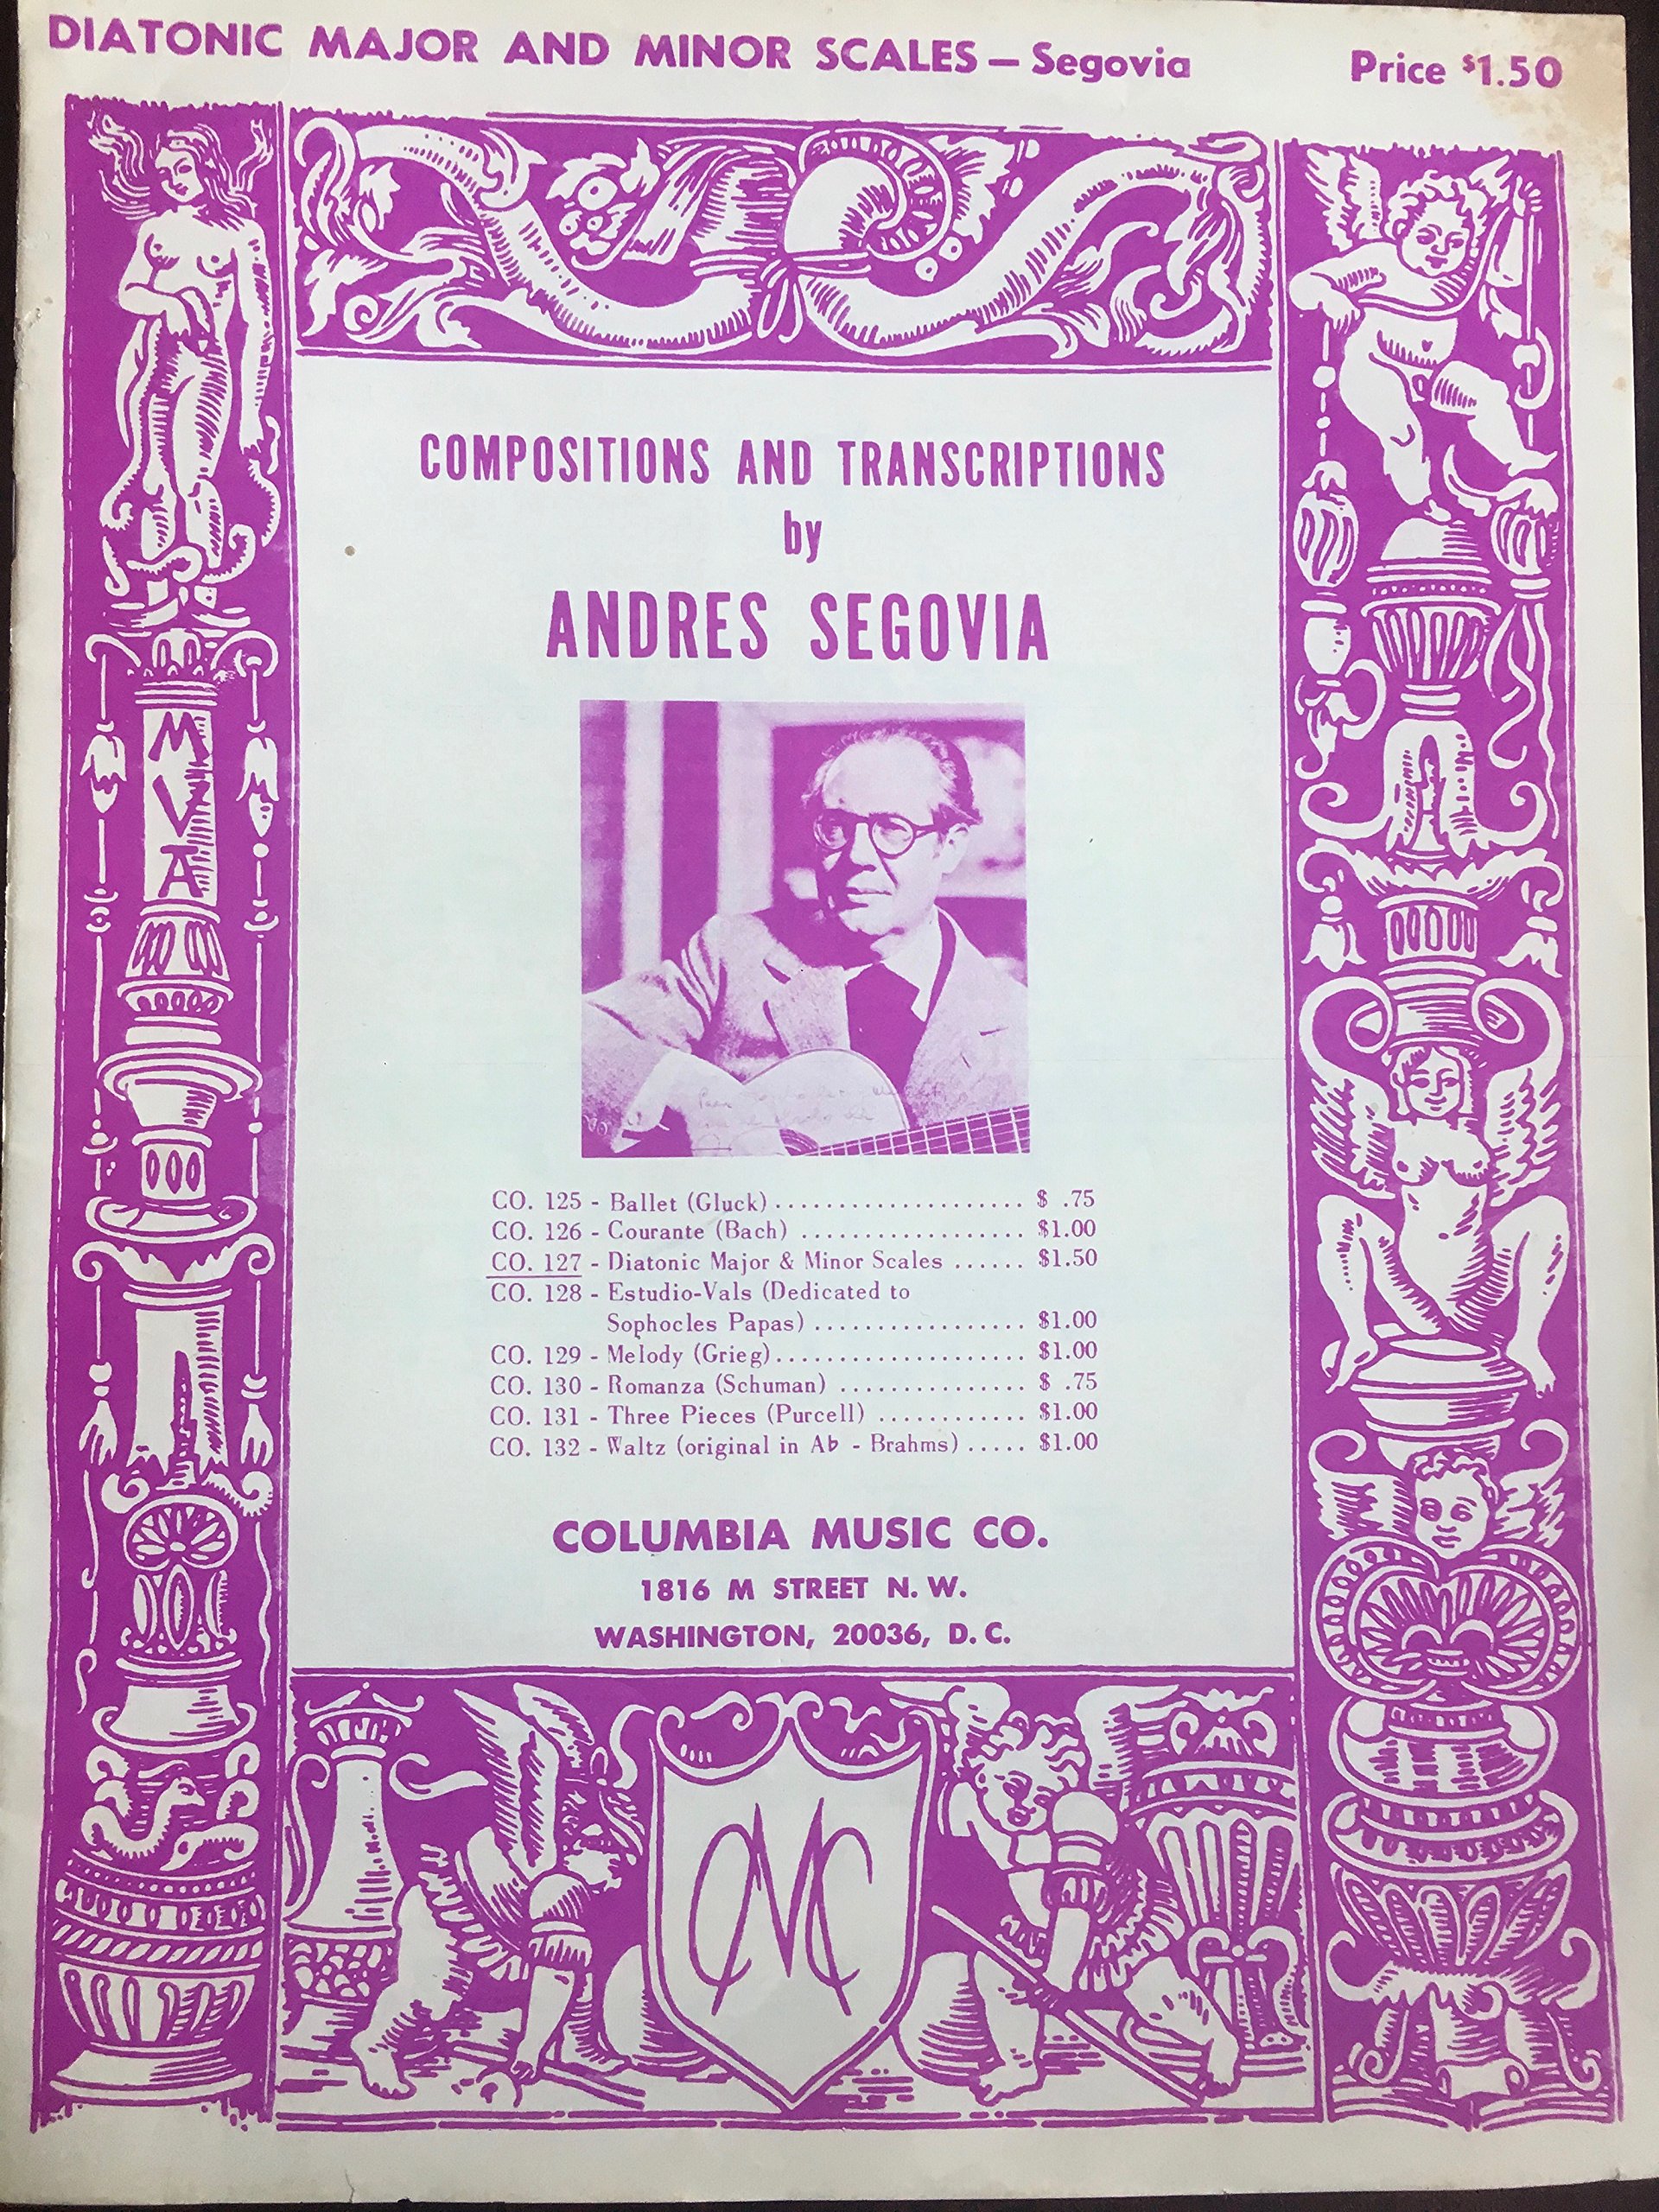 DIATONIC MAJOR AND MINOR SCALES — Segovia Price $1.50
COMPOSITIONS AND TRANSCRIPTIONS
by
ANDRES SEGOVIA
M
V
A
CO. 125 - Ballet (Gluck) .................... $ .75
CO. 126 - Courante (Bach) .................. $1.00
CO. 127 - Diatonic Major & Minor Scales ...... $1.50
CO. 128 - Estudio-Vals (Dedicated to
Sophocles Papas) ................. $1.00
CO. 129 - Melody (Grieg).................... $1.00
CO. 130 - Romanza (Schuman) ............... $ .75
CO. 131 - Three Pieces (Purcell) ............ $1.00
CO. 132 - Waltz (original in A♭ - Brahms) ..... $1.00
COLUMBIA MUSIC CO.
1816 M STREET N. W.
WASHINGTON, 20036, D. C.
CMC